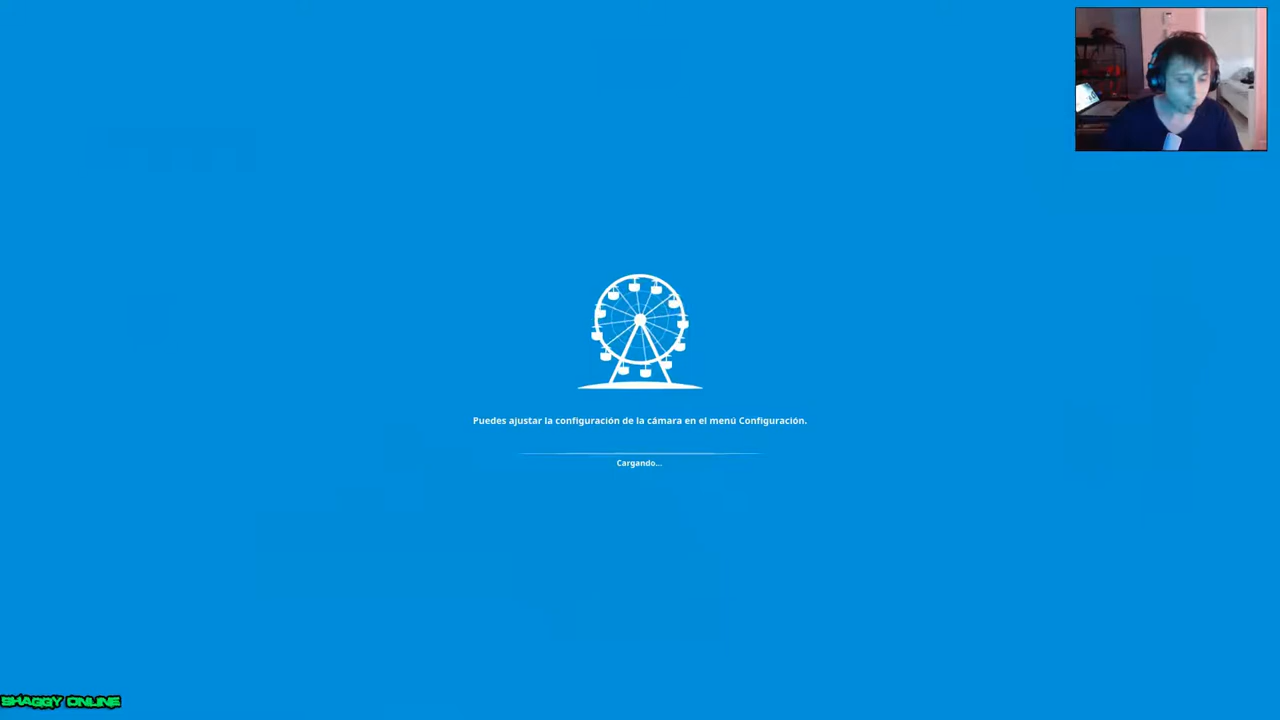 Puedes ajustar la configuración de la cámara en el menú Configuración.
Cargando...
SHAGGY ONLINE